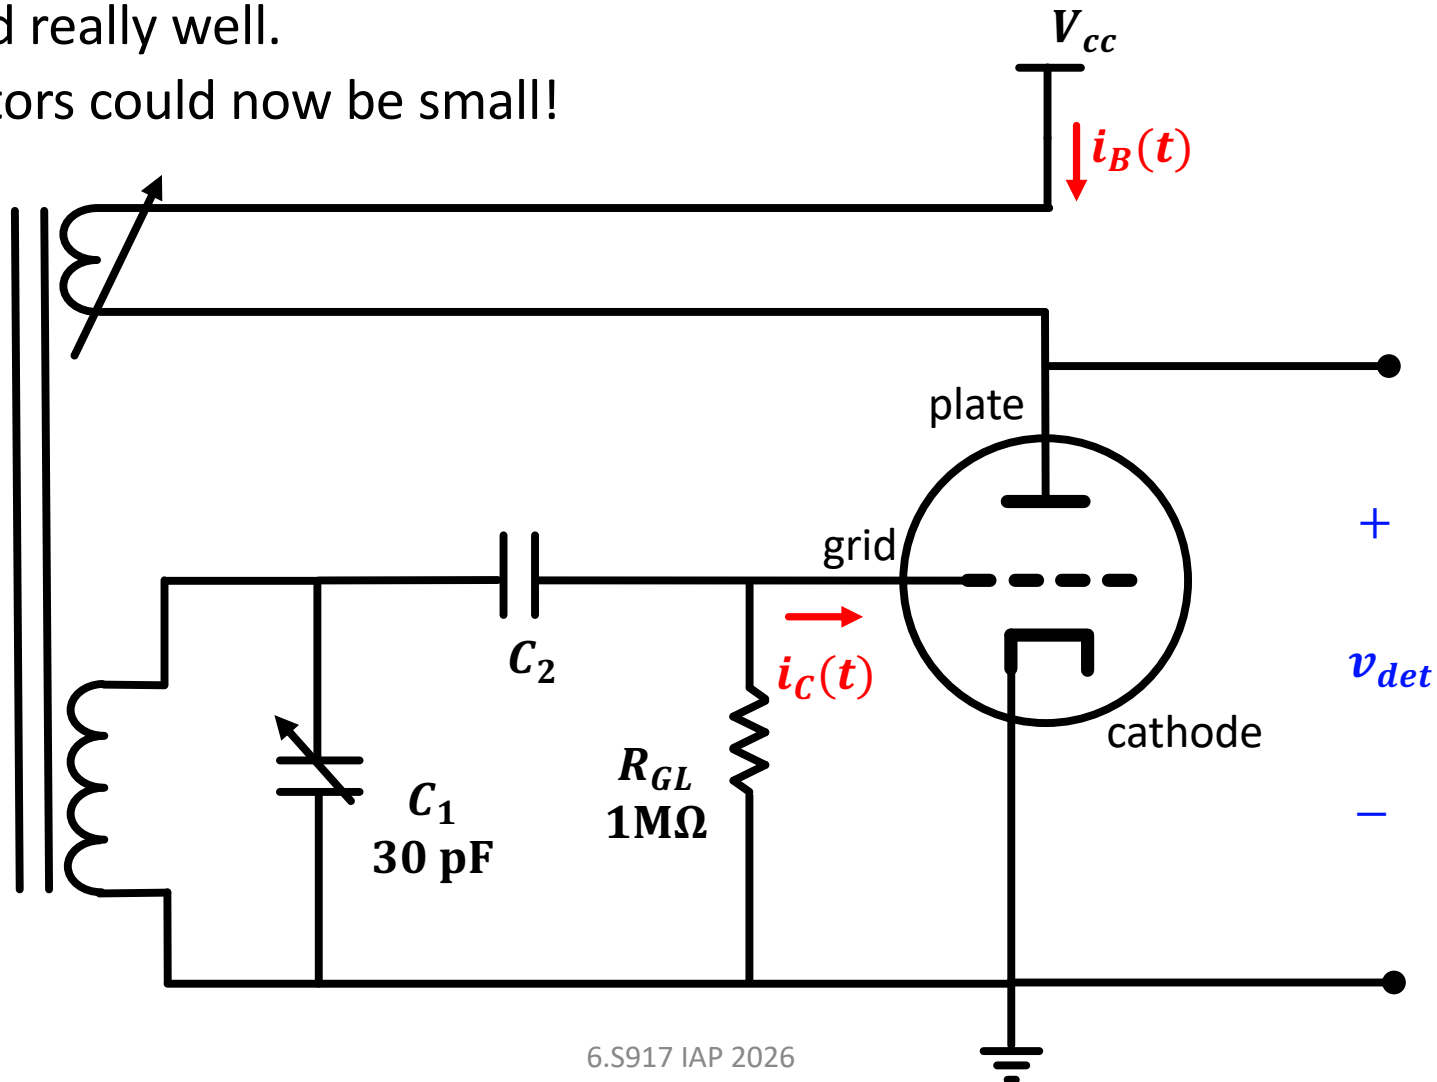 d really well.
tors could now be small!
V_cc
i_B(t)
plate
grid
+
C_2
i_C(t)
v_det
cathode
R_GL
1MΩ
C_1
30 pF
−
6.S917 IAP 2026